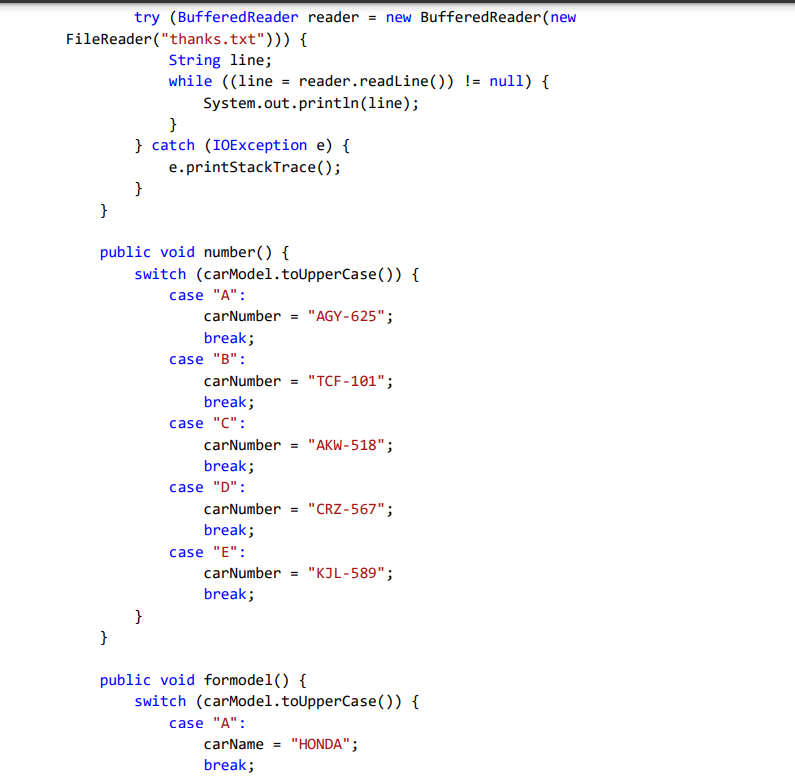 try (BufferedReader reader = new BufferedReader(new
FileReader("thanks.txt"))) {
String line;
while ((line = reader.readLine()) != null) {
System.out.println(line);
}
} catch (IOException e) {
e.printStackTrace();
}
}
public void number() {
switch (carModel.toUpperCase()) {
case "A":
carNumber = "AGY-625";
break;
case "B":
carNumber = "TCF-101";
break;
case "C":
carNumber = "AKW-518";
break;
case "D":
carNumber = "CRZ-567";
break;
case "E":
carNumber = "KJL-589";
break;
}
}
public void formodel() {
switch (carModel.toUpperCase()) {
case "A":
carName = "HONDA";
break;